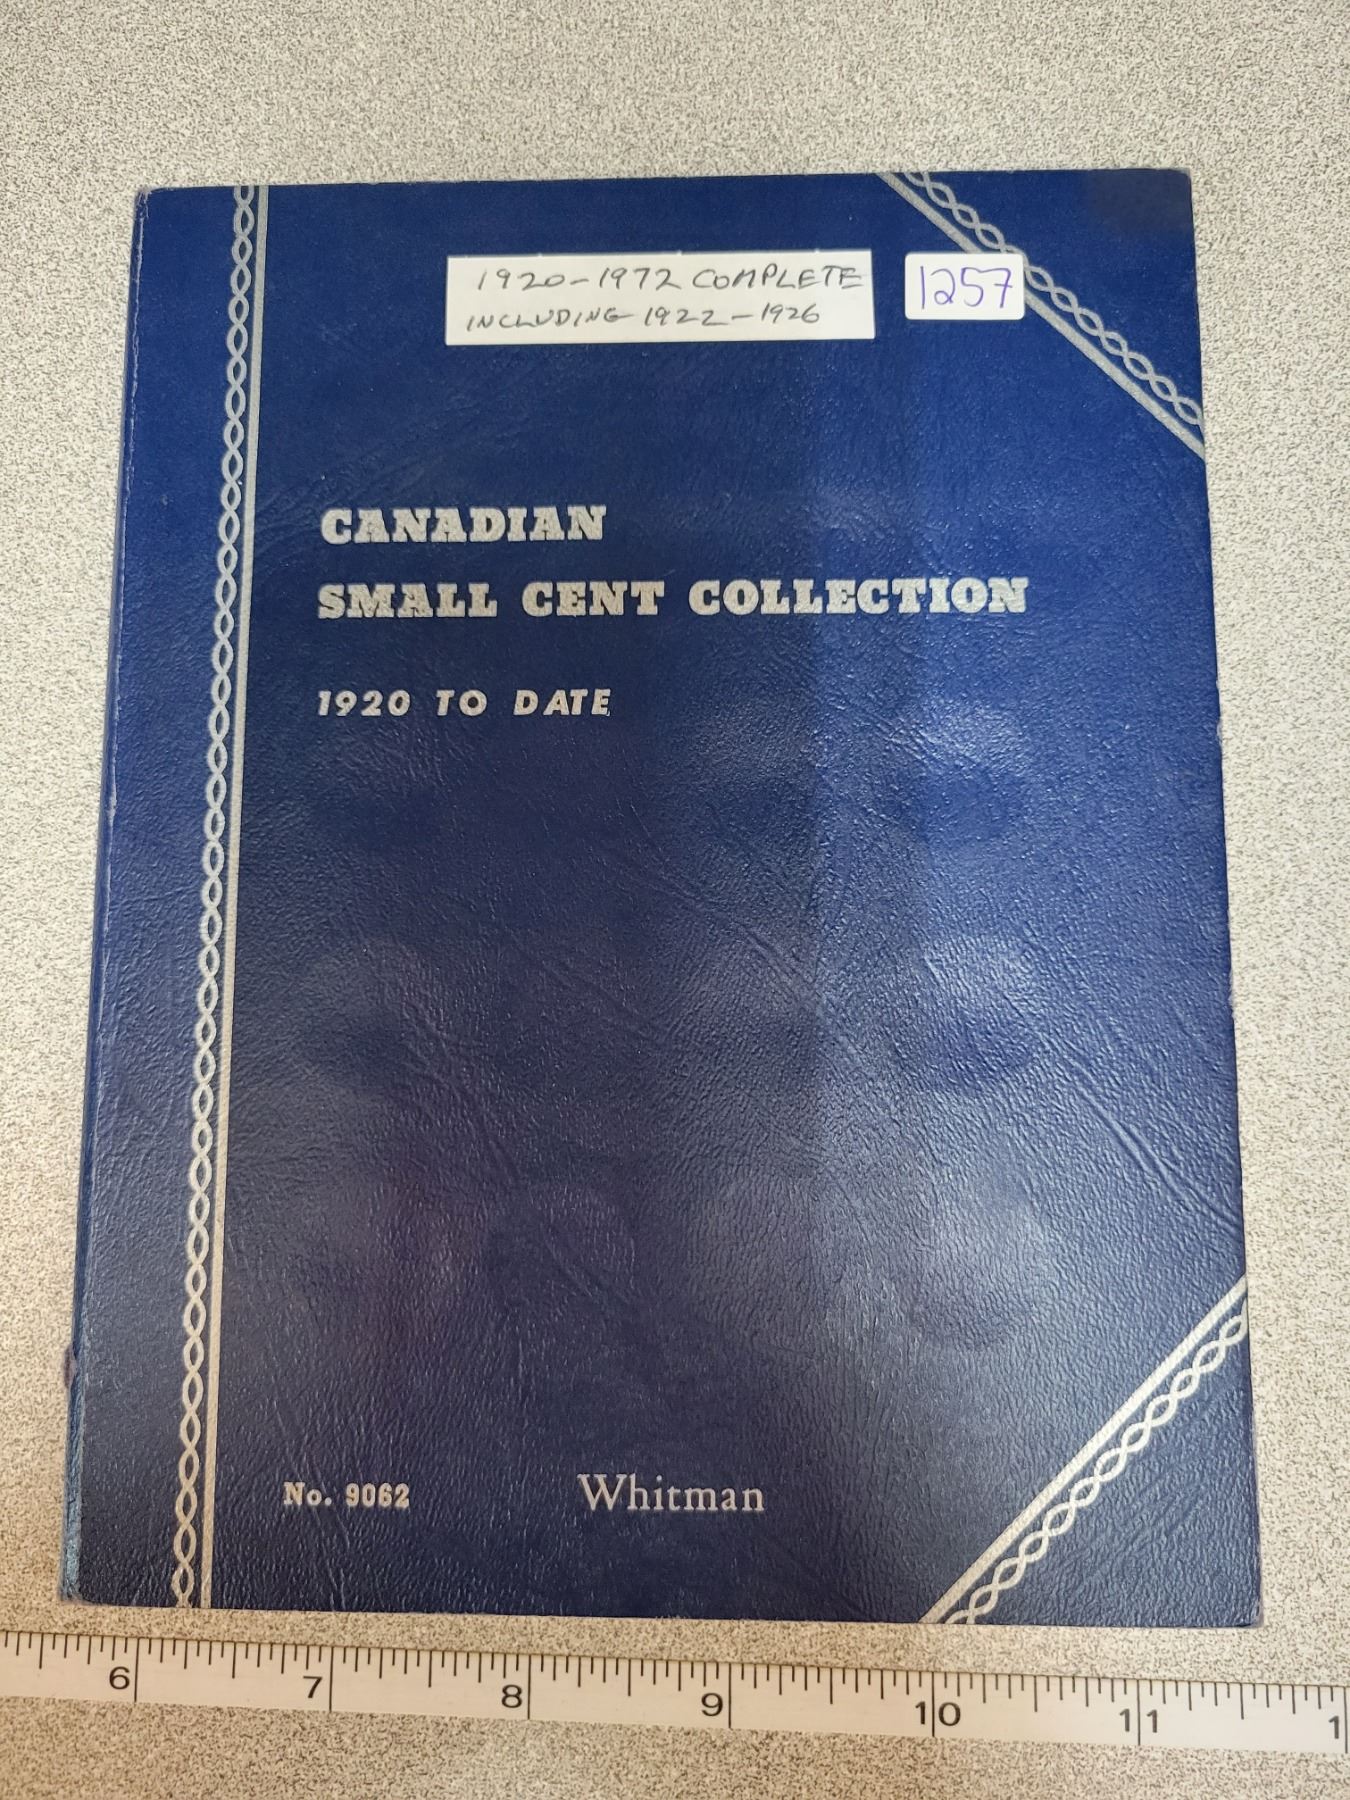 1920-1972 COMPLETE
INCLUDING 1922-1926
1257
CANADIAN
SMALL CENT COLLECTION
1920 TO DATE
No. 9062
Whitman
6 7 8 9 10 11 1